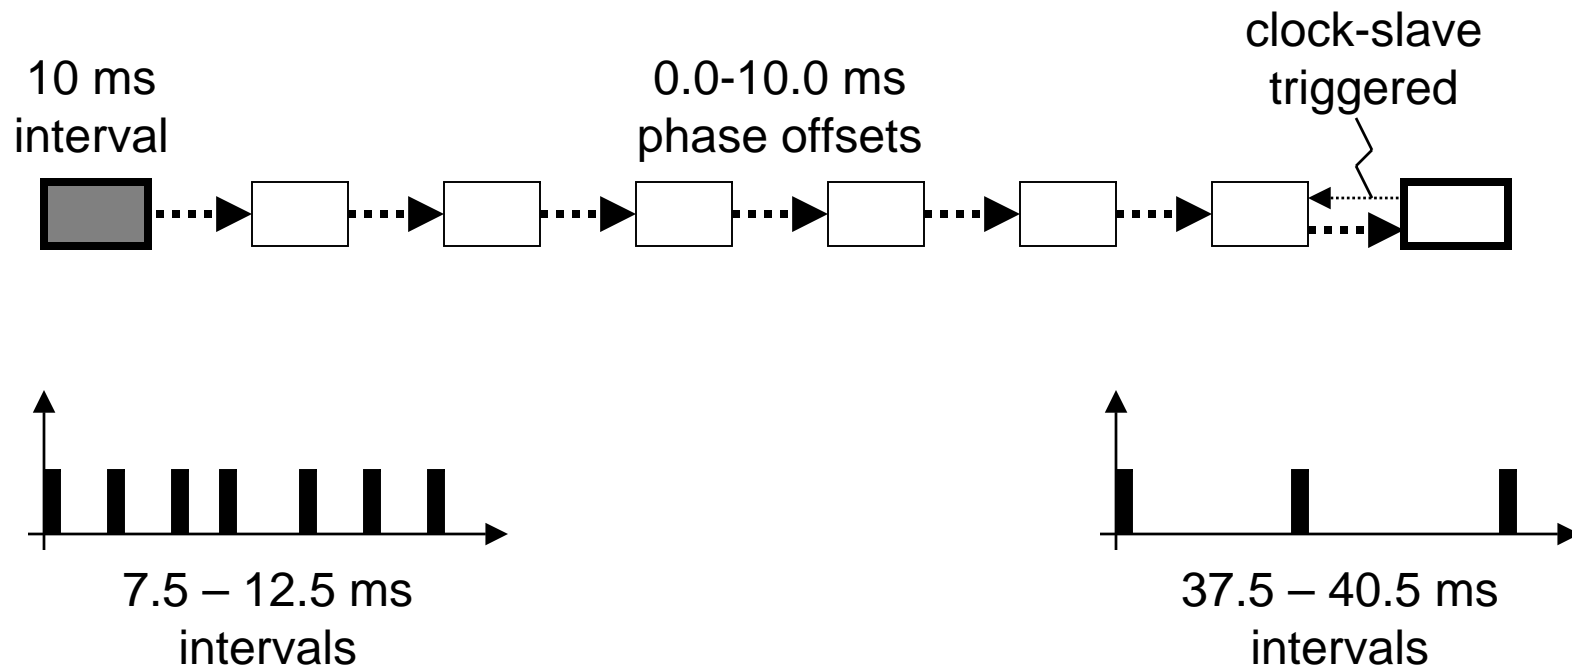 10 ms
interval
0.0-10.0 ms
phase offsets
clock-slave
triggered
7.5 – 12.5 ms
intervals
37.5 – 40.5 ms
intervals